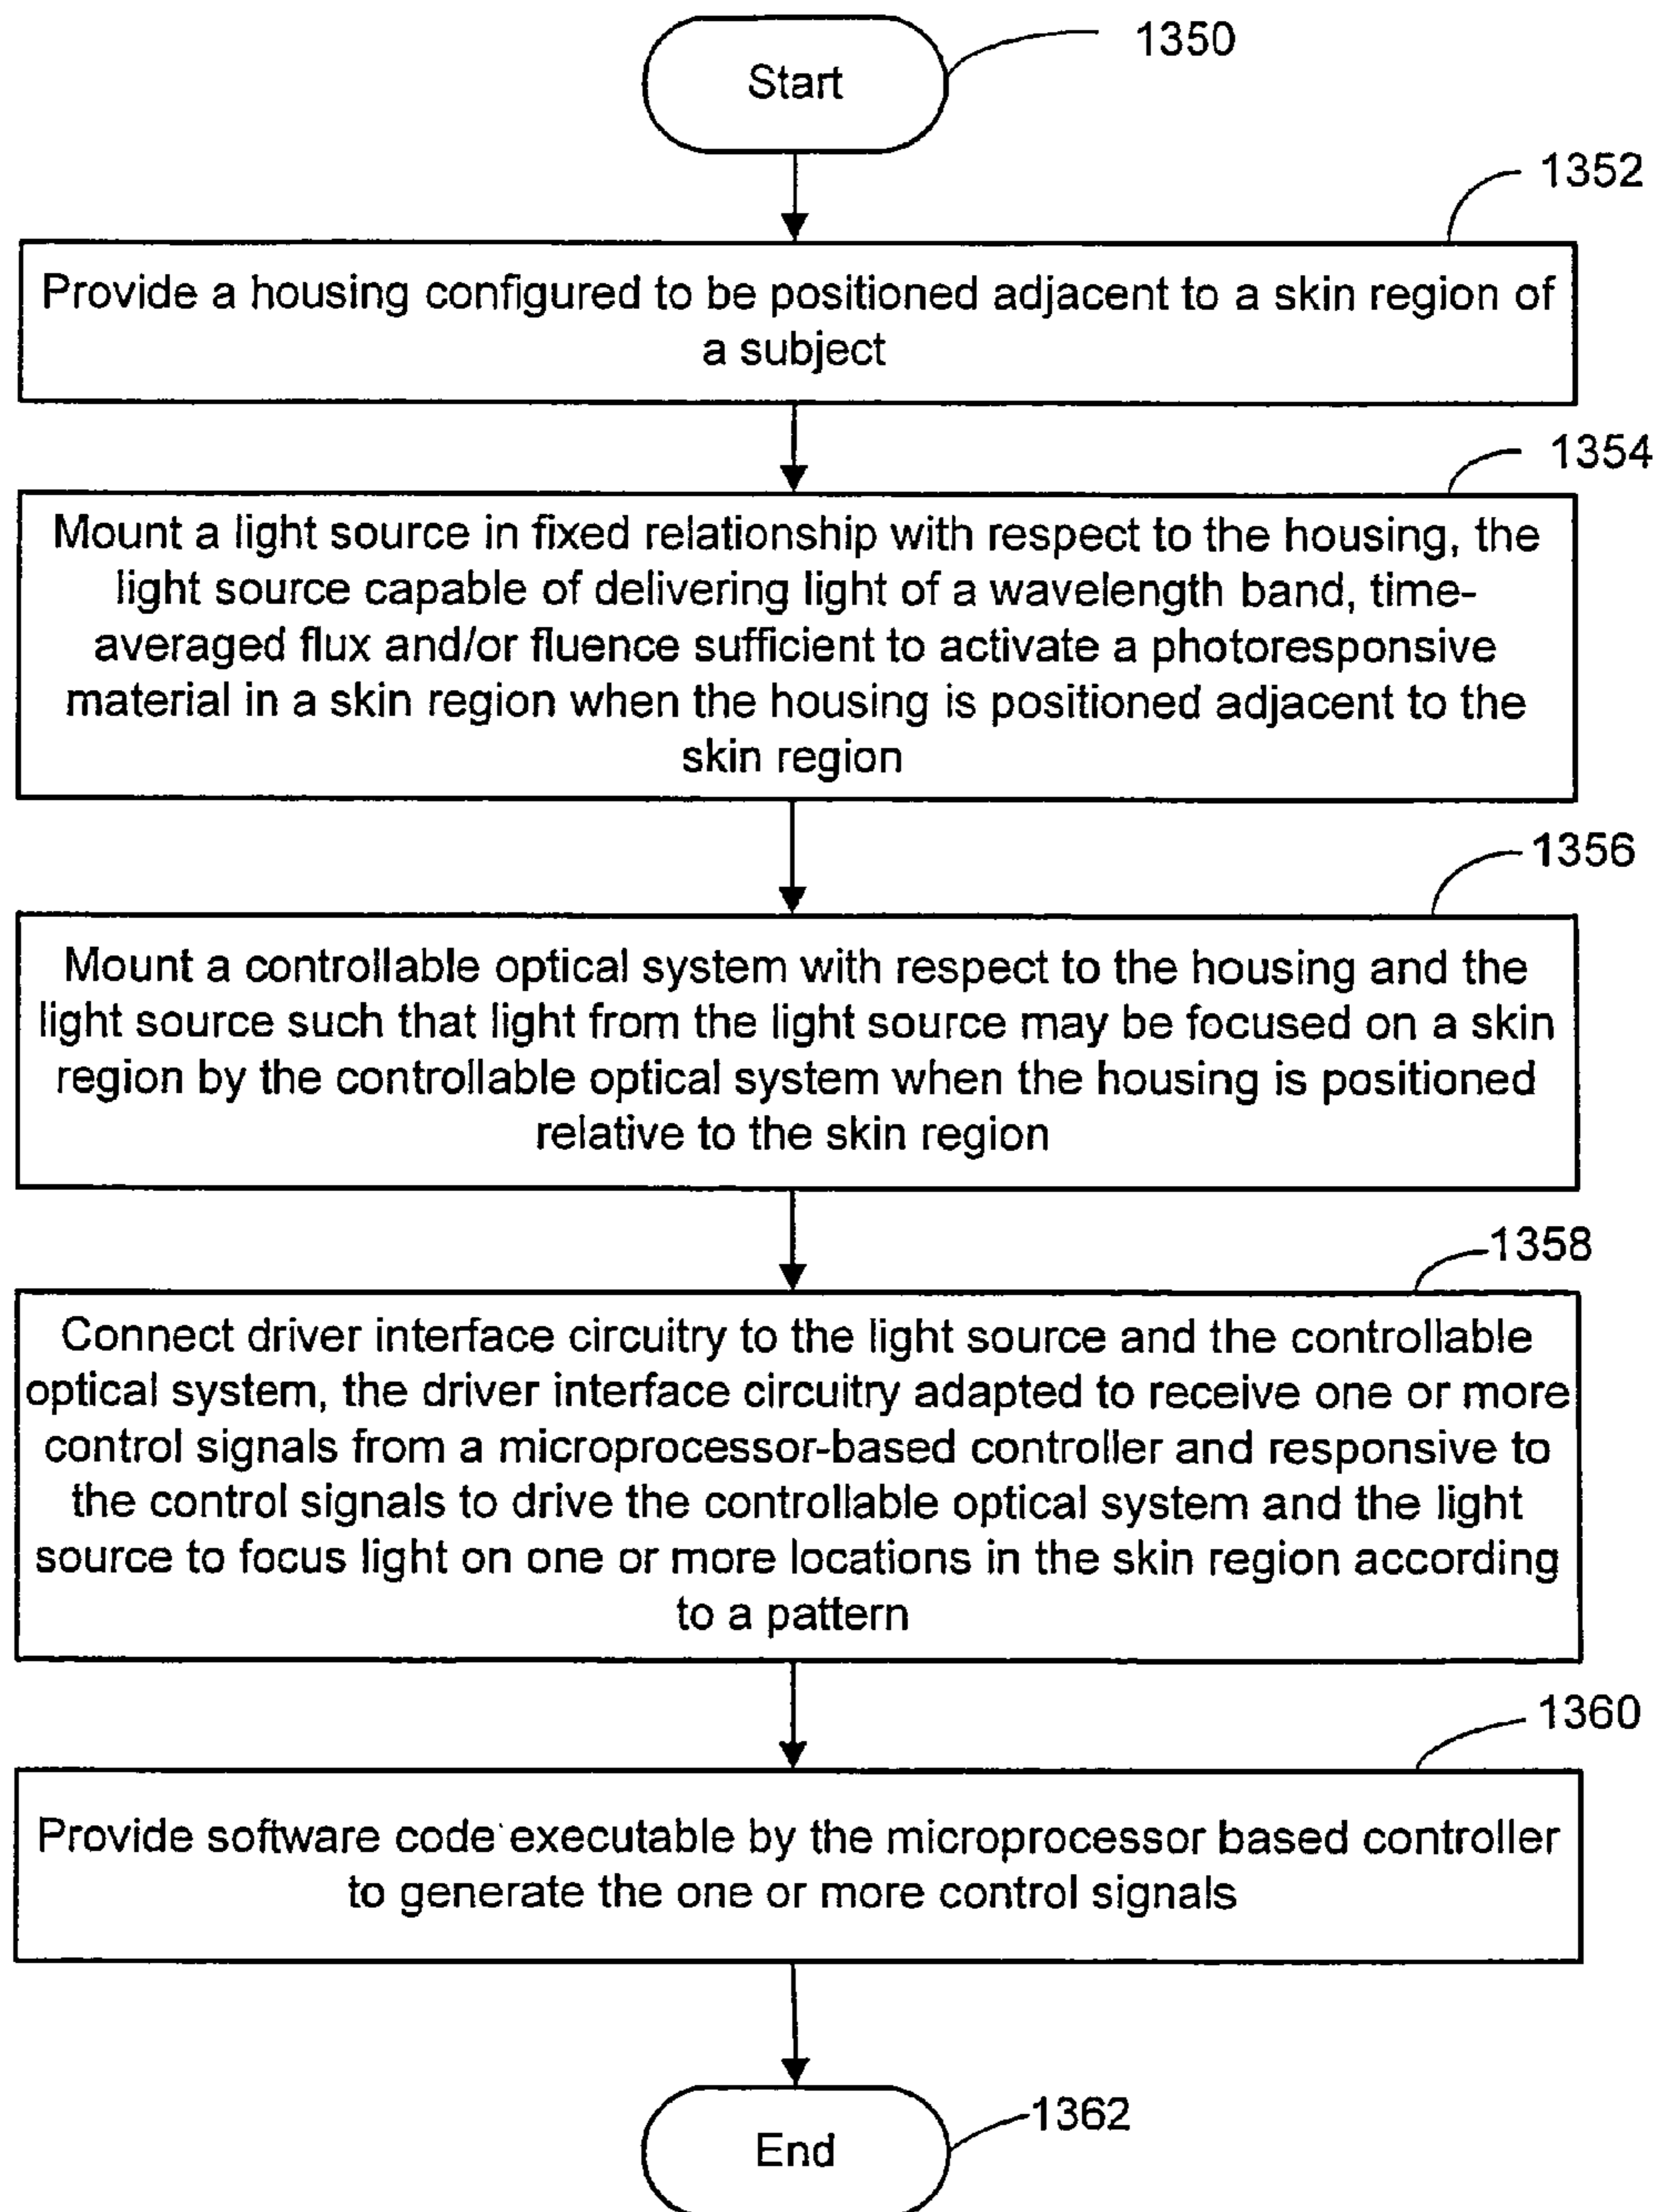 1350
Start
1352
Provide a housing configured to be positioned adjacent to a skin region of
a subject
1354
Mount a light source in fixed relationship with respect to the housing, the
light source capable of delivering light of a wavelength band, time-
averaged flux and/or fluence sufficient to activate a photoresponsive
material in a skin region when the housing is positioned adjacent to the
skin region
1356
Mount a controllable optical system with respect to the housing and the
light source such that light from the light source may be focused on a skin
region by the controllable optical system when the housing is positioned
relative to the skin region
1358
Connect driver interface circuitry to the light source and the controllable
optical system, the driver interface circuitry adapted to receive one or more
control signals from a microprocessor-based controller and responsive to
the control signals to drive the controllable optical system and the light
source to focus light on one or more locations in the skin region according
to a pattern
1360
Provide software code executable by the microprocessor based controller
to generate the one or more control signals
1362
End